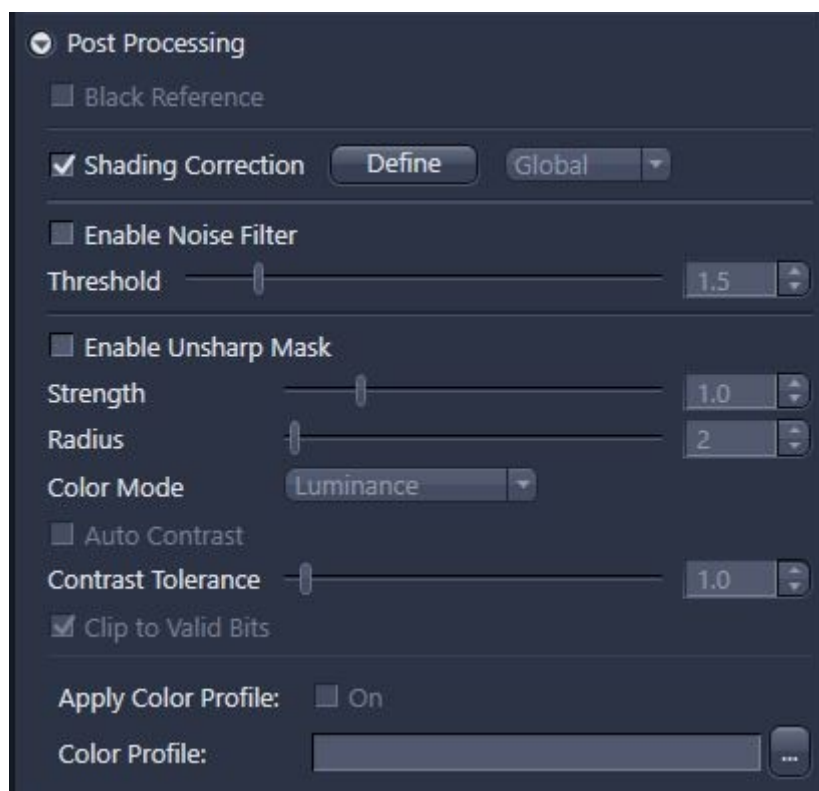 Post Processing
Black Reference
Shading Correction Define Global
Enable Noise Filter
Threshold 1.5
Enable Unsharp Mask
Strength 1.0
Radius 2
Color Mode Luminance
Auto Contrast
Contrast Tolerance 1.0
Clip to Valid Bits
Apply Color Profile: On
Color Profile: ...